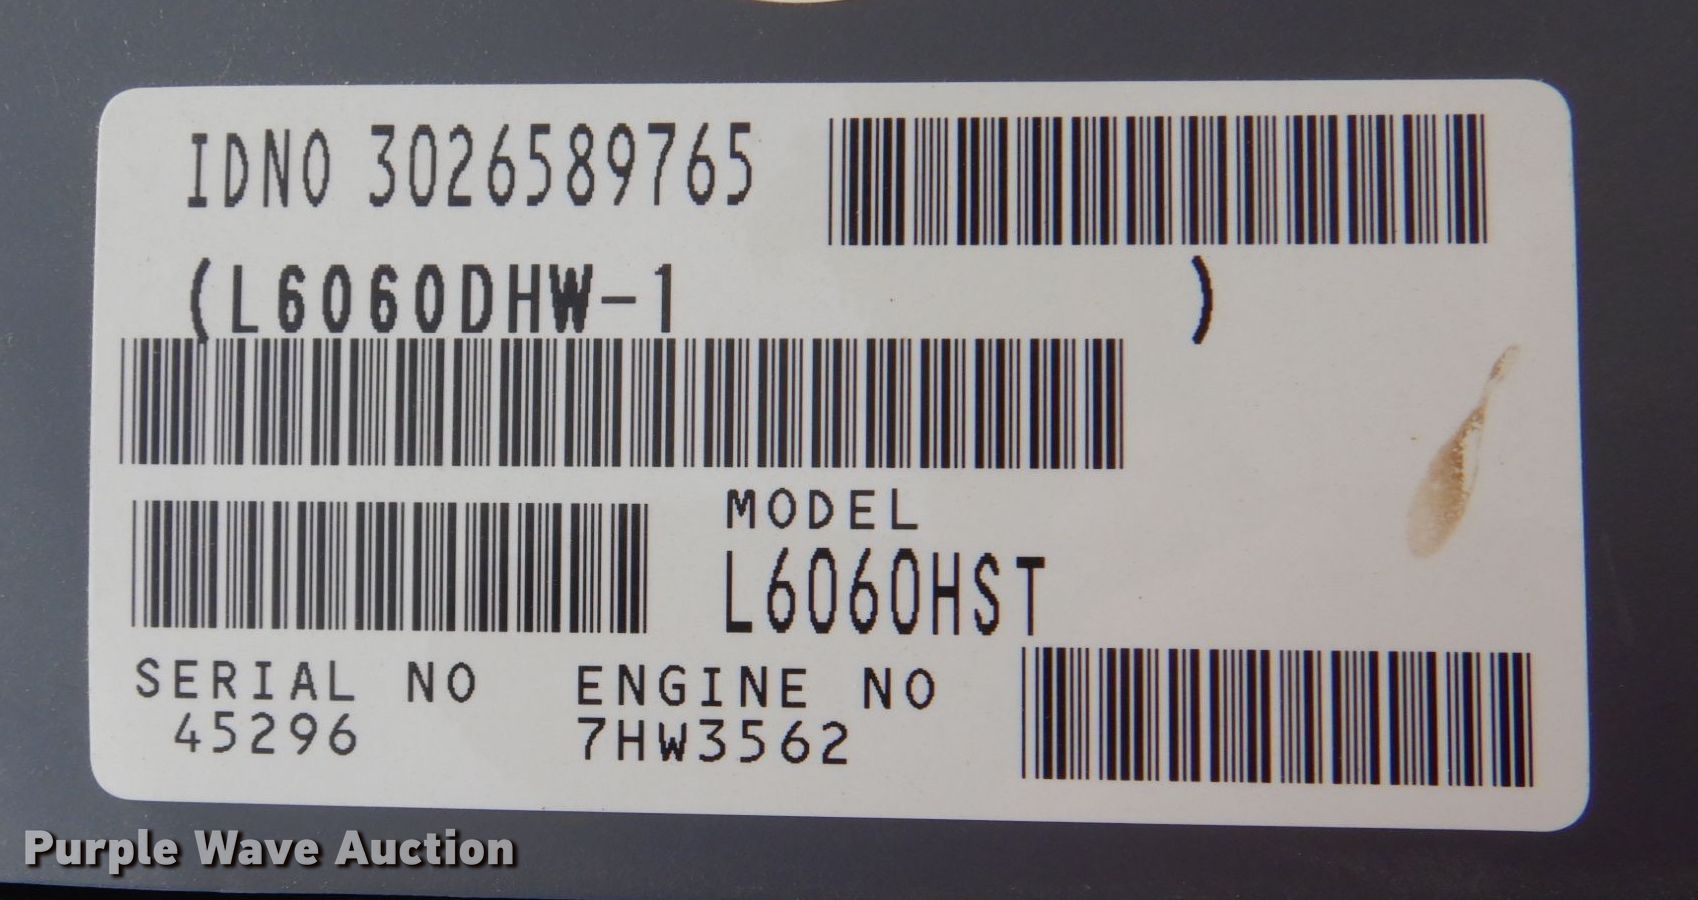 IDNO 3026589765
(L6060DHW-1 )
MODEL
L6060HST
SERIAL NO ENGINE NO
45296 7HW3562
Purple Wave Auction